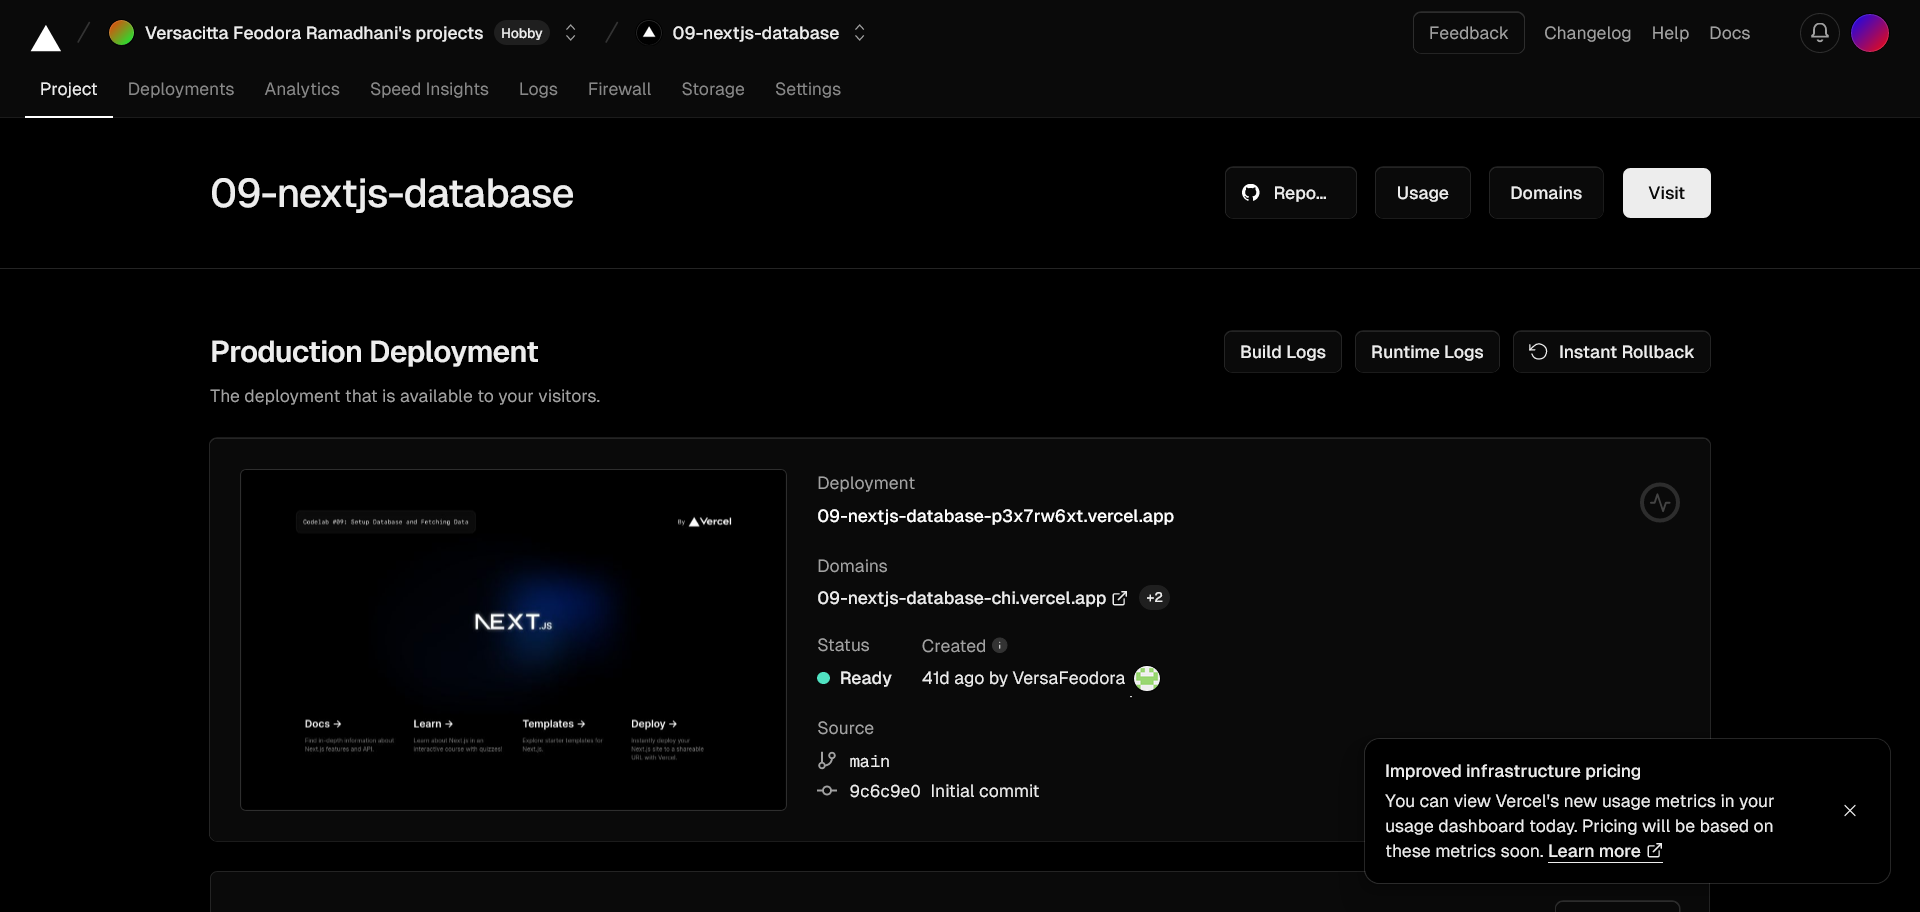 Versacitta Feodora Ramadhani's projects Hobby 09-nextjs-database Feedback Changelog Help Docs
Project Deployments Analytics Speed Insights Logs Firewall Storage Settings
09-nextjs-database Repo... Usage Domains Visit
Production Deployment Build Logs Runtime Logs Instant Rollback
The deployment that is available to your visitors.
Codelab #09: Setup Database and Fetching Data
By Vercel
NEXT.JS
Docs →
Find in-depth information about
Next.js features and API.
Learn →
Learn about Next.js in an
interactive course with quizzes!
Templates →
Explore starter templates for
Next.js.
Deploy →
Instantly deploy your
Next.js site to a shareable
URL with Vercel.
Deployment
09-nextjs-database-p3x7rw6xt.vercel.app
Domains
09-nextjs-database-chi.vercel.app +2
Status Created
Ready 41d ago by VersaFeodora
Source
main
9c6c9e0 Initial commit
Improved infrastructure pricing
You can view Vercel's new usage metrics in your
usage dashboard today. Pricing will be based on
these metrics soon. Learn more